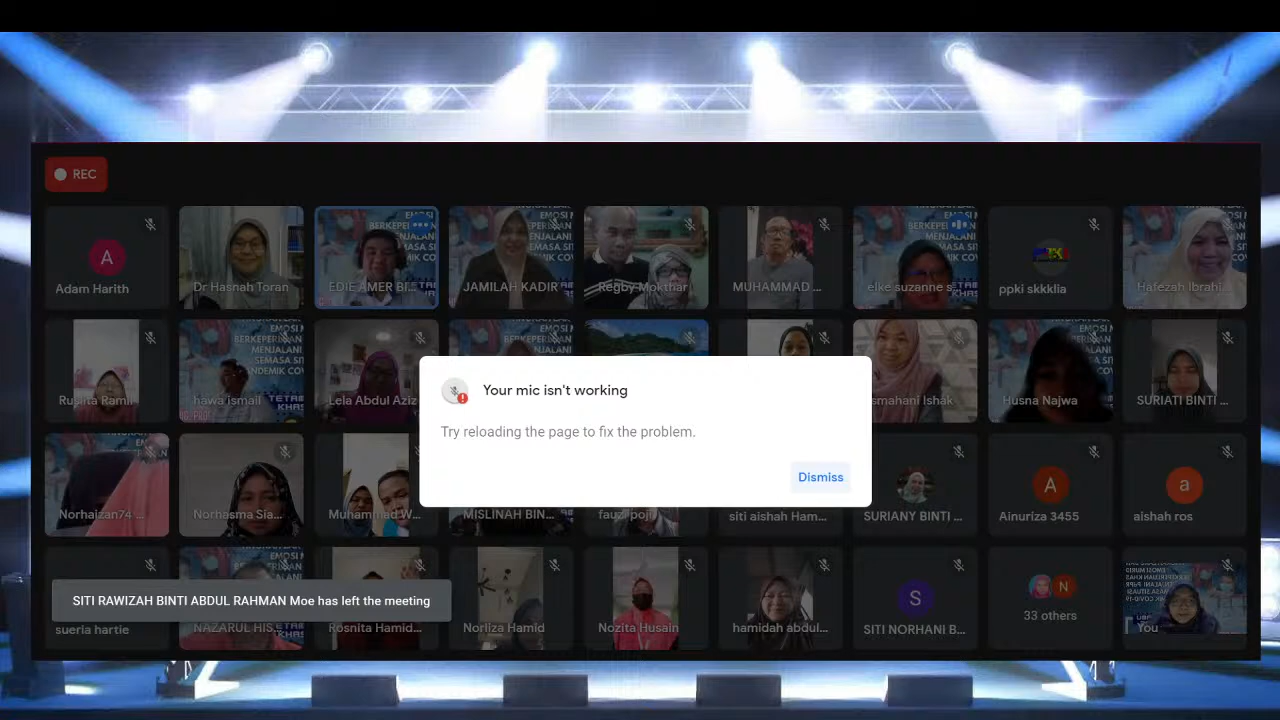 REC
Adam Harith
Dr Hasnah Toran
EDIE AMER BI...
JAMILAH KADIR
Regby Mokthar
MUHAMMAD ...
elke suzanne s
ppki skkklia
Hafezah Ibrahi...
Rusyita Ramli
hawa ismail
Lela Abdul Aziz
smahani Ishak
Husna Najwa
SURIATI BINTI ...
Your mic isn't working
Try reloading the page to fix the problem.
Dismiss
Norhaizan74 ...
Norhasma Sia...
Muhammad W...
MISLINAH BIN...
fauzi poji
siti aishah Ham...
SURIANY BINTI ...
A
Ainuriza 3455
a
aishah ros
SITI RAWIZAH BINTI ABDUL RAHMAN Moe has left the meeting
sueria hartie
NAZARUL HIS...
Rosnita Hamid...
Norliza Hamid
Nozita Husain
hamidah abdul...
S
SITI NORHANI B...
N
33 others
You